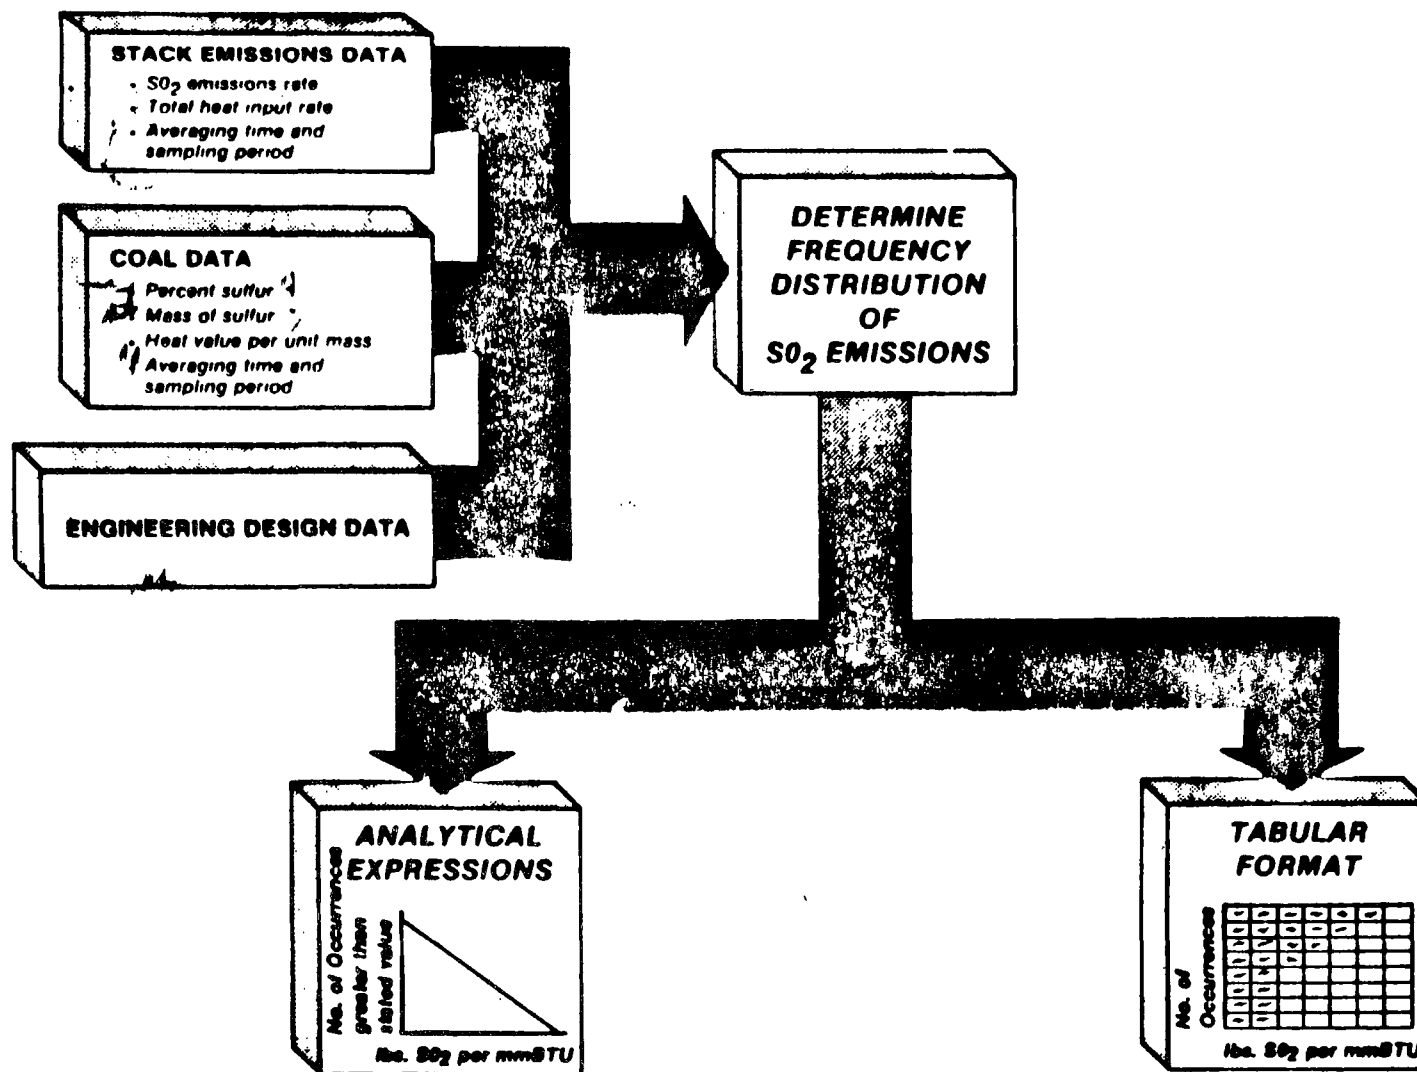 STACK EMISSIONS DATA
• SO2 emissions rate
• Total heat input rate
• Averaging time and
sampling period
COAL DATA
• Percent sulfur
• Mass of sulfur
• Heat value per unit mass
• Averaging time and
sampling period
ENGINEERING DESIGN DATA
DETERMINE
FREQUENCY
DISTRIBUTION
OF
SO2 EMISSIONS
ANALYTICAL
EXPRESSIONS
No. of Occurrences
greater than
stated value
lbs. SO2 per mmBTU
TABULAR
FORMAT
No. of
Occurrences
lbs. SO2 per mmBTU